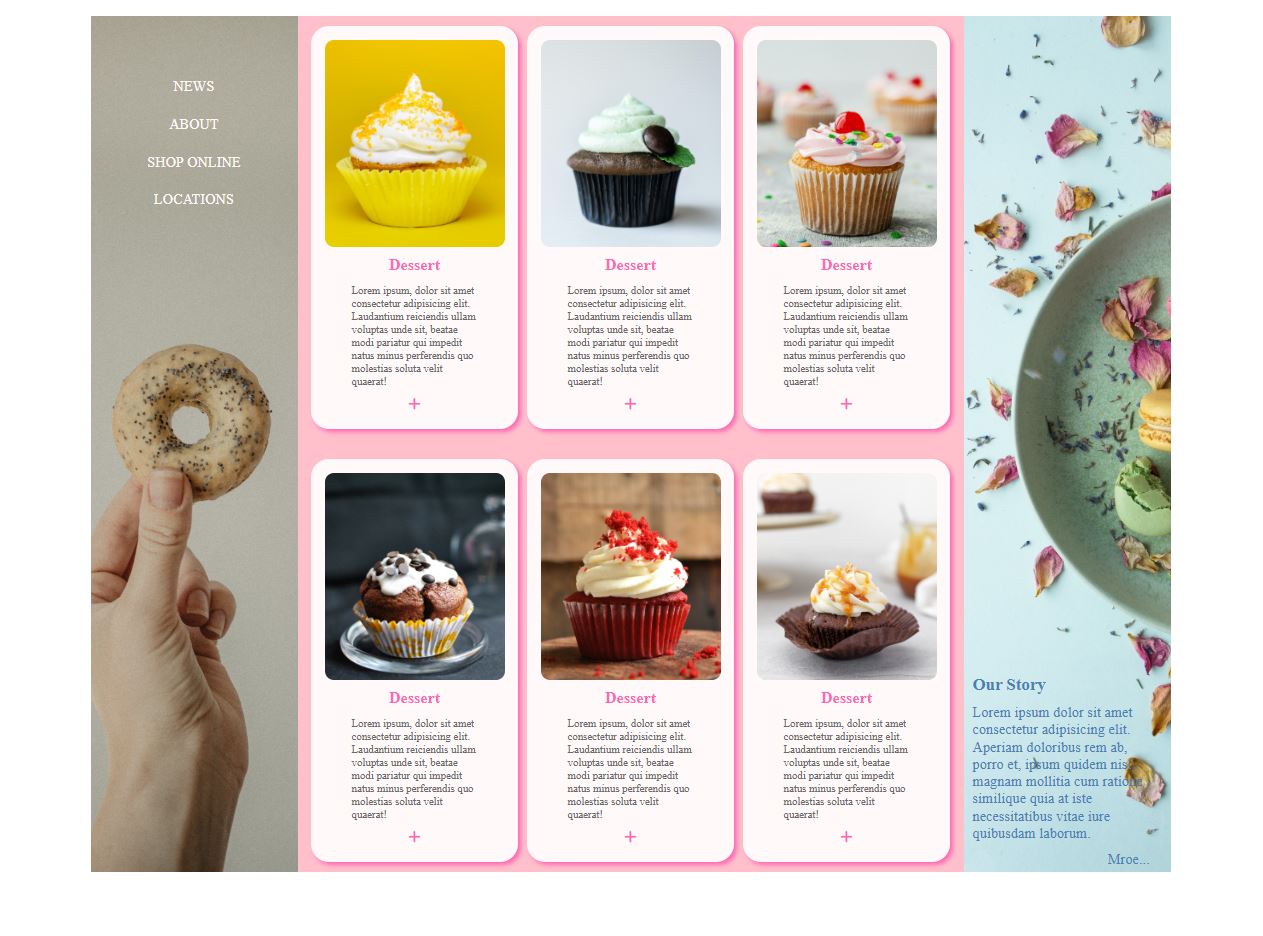 NEWS
ABOUT
SHOP ONLINE
LOCATIONS
Dessert
Lorem ipsum, dolor sit amet
consectetur adipisicing elit.
Laudantium reiciendis ullam
voluptas unde sit, beatae
modi pariatur qui impedit
natus minus perferendis quo
molestias soluta velit
quaerat!
+
Dessert
Lorem ipsum, dolor sit amet
consectetur adipisicing elit.
Laudantium reiciendis ullam
voluptas unde sit, beatae
modi pariatur qui impedit
natus minus perferendis quo
molestias soluta velit
quaerat!
+
Dessert
Lorem ipsum, dolor sit amet
consectetur adipisicing elit.
Laudantium reiciendis ullam
voluptas unde sit, beatae
modi pariatur qui impedit
natus minus perferendis quo
molestias soluta velit
quaerat!
+
Dessert
Lorem ipsum, dolor sit amet
consectetur adipisicing elit.
Laudantium reiciendis ullam
voluptas unde sit, beatae
modi pariatur qui impedit
natus minus perferendis quo
molestias soluta velit
quaerat!
+
Dessert
Lorem ipsum, dolor sit amet
consectetur adipisicing elit.
Laudantium reiciendis ullam
voluptas unde sit, beatae
modi pariatur qui impedit
natus minus perferendis quo
molestias soluta velit
quaerat!
+
Dessert
Lorem ipsum, dolor sit amet
consectetur adipisicing elit.
Laudantium reiciendis ullam
voluptas unde sit, beatae
modi pariatur qui impedit
natus minus perferendis quo
molestias soluta velit
quaerat!
+
Our Story
Lorem ipsum dolor sit amet
consectetur adipisicing elit.
Aperiam doloribus rem ab,
porro et, ipsum quidem nisi
magnam mollitia cum ratione
similique quia at iste
necessitatibus vitae iure
quibusdam laborum.
Mroe...